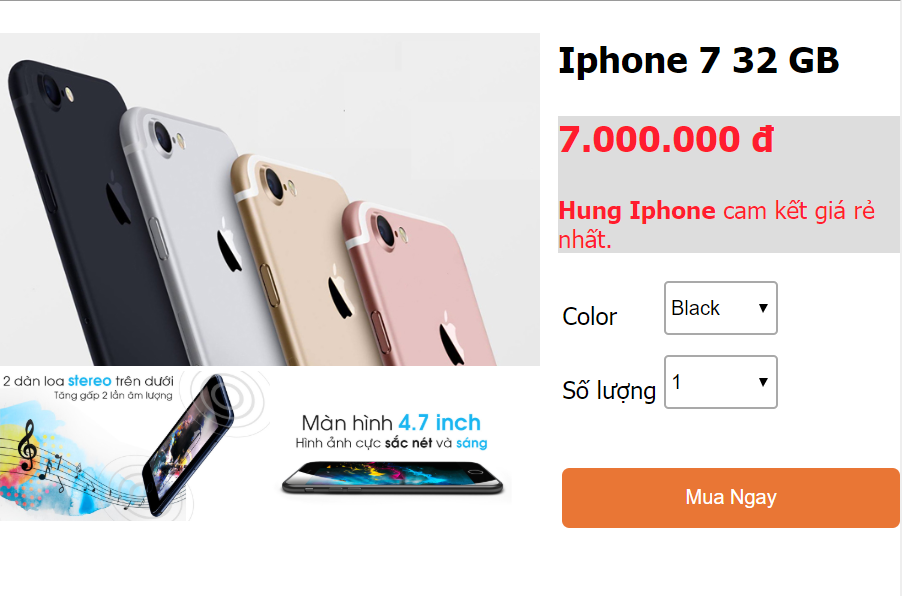 Iphone 7 32 GB
7.000.000 đ
Hung Iphone cam kết giá rẻ
nhất.
Color
Black
Số lượng
1
Mua Ngay
2 dàn loa stereo trên dưới
Tăng gấp 2 lần âm lượng
Màn hình 4.7 inch
Hình ảnh cực sắc nét và sáng